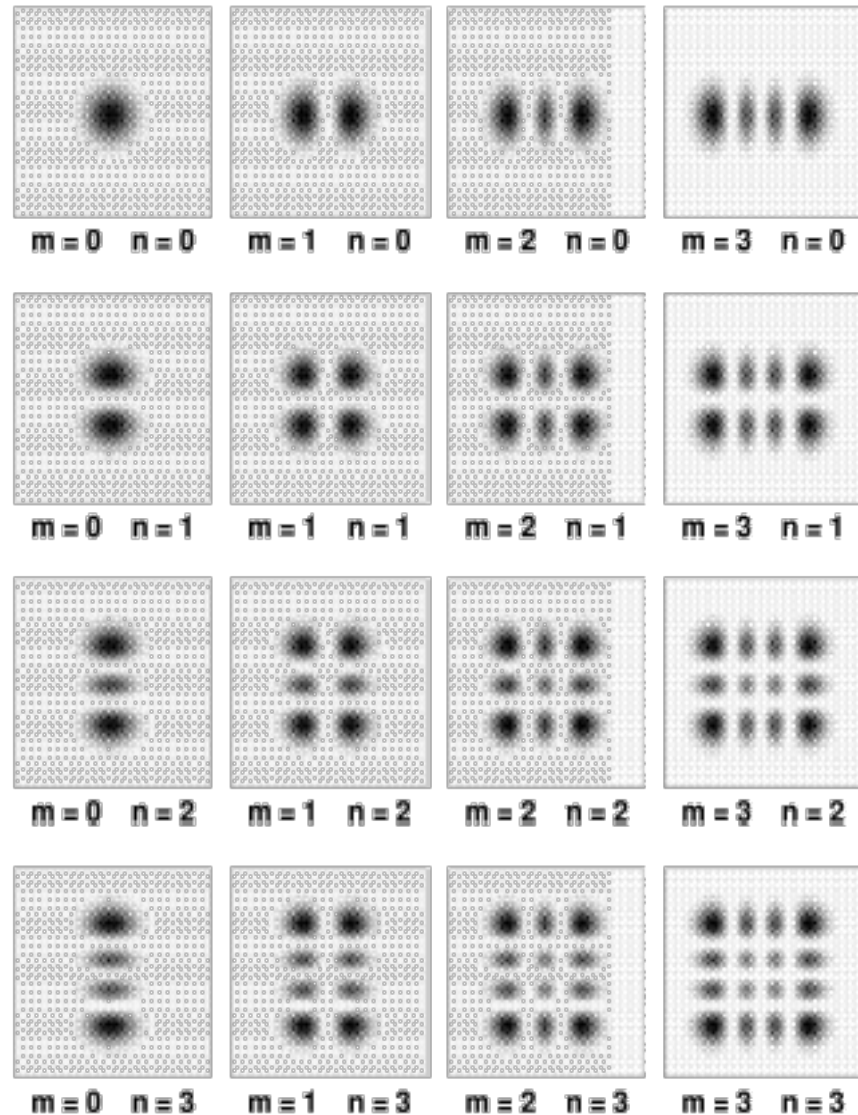 m = 0 n = 0 m = 1 n = 0 m = 2 n = 0 m = 3 n = 0
m = 0 n = 1 m = 1 n = 1 m = 2 n = 1 m = 3 n = 1
m = 0 n = 2 m = 1 n = 2 m = 2 n = 2 m = 3 n = 2
m = 0 n = 3 m = 1 n = 3 m = 2 n = 3 m = 3 n = 3